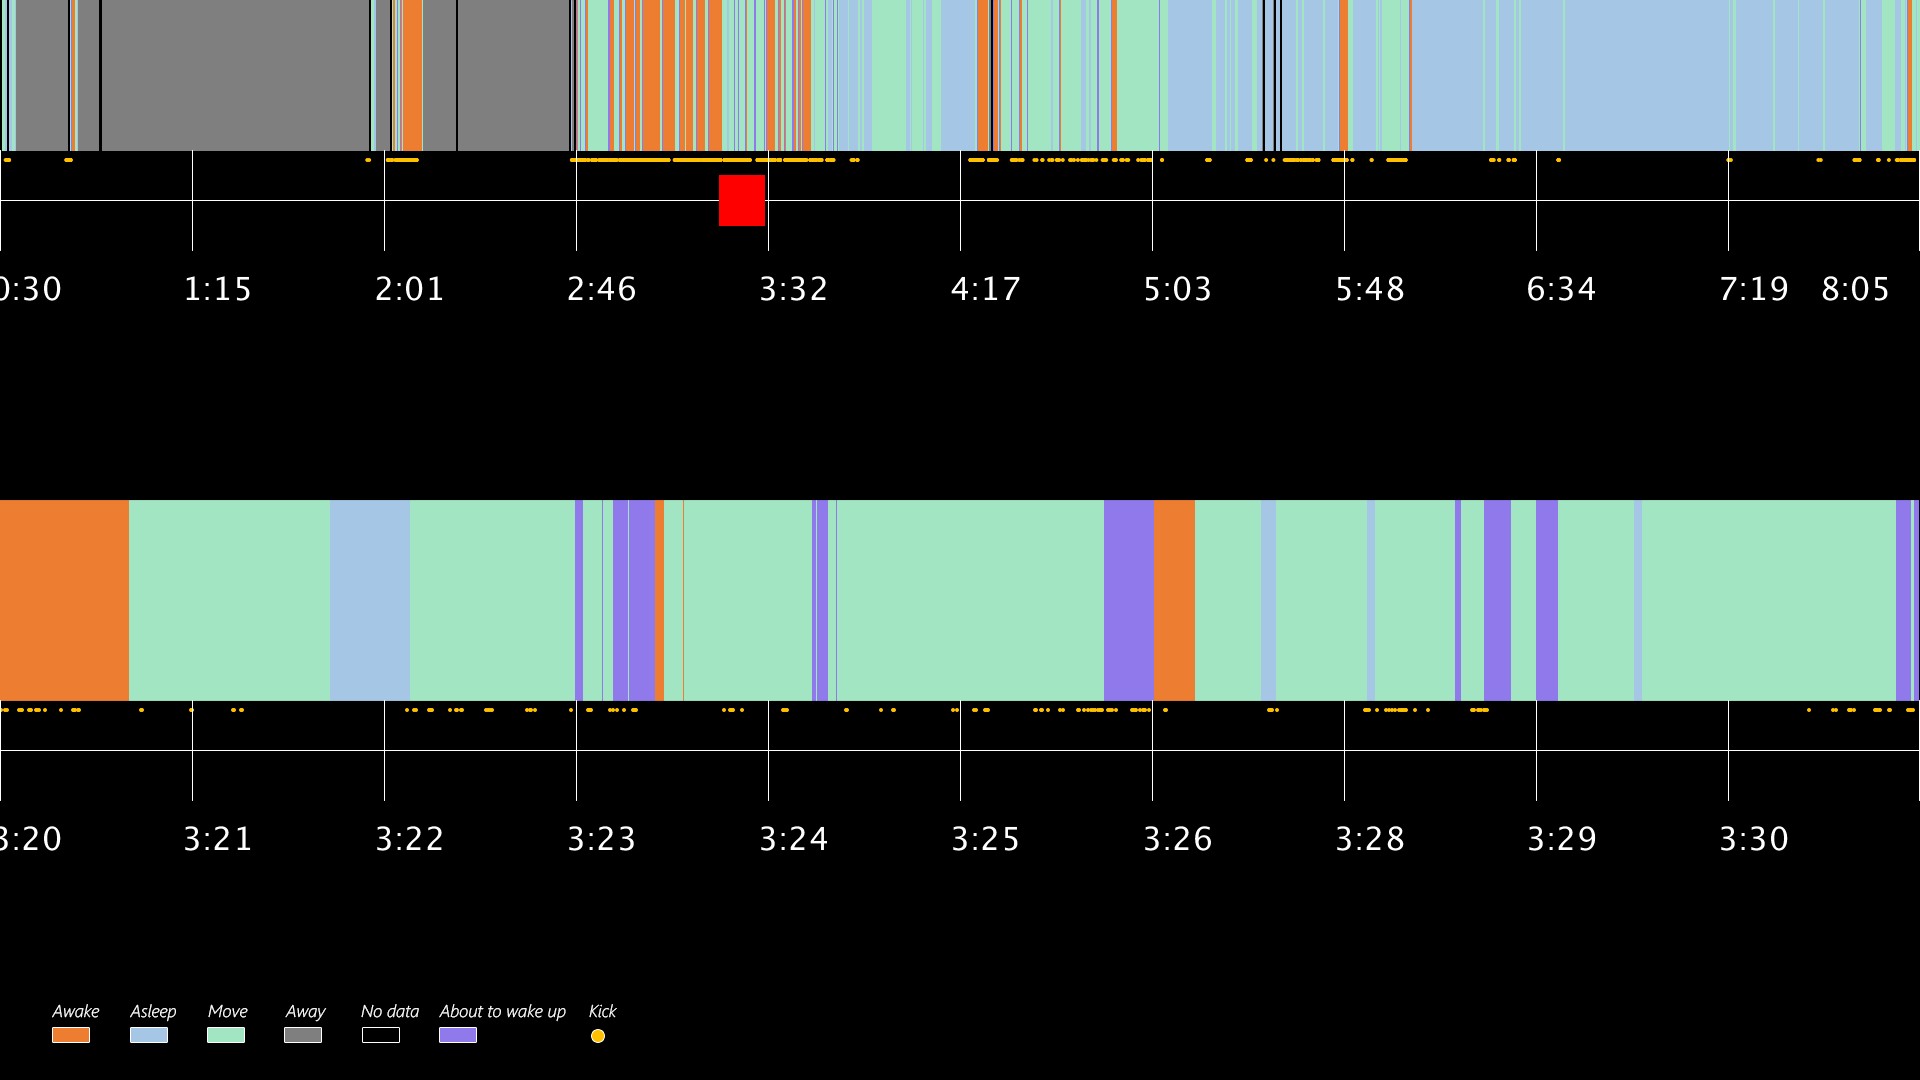 0:30 1:15 2:01 2:46 3:32 4:17 5:03 5:48 6:34 7:19 8:05
3:20 3:21 3:22 3:23 3:24 3:25 3:26 3:28 3:29 3:30
Awake Asleep Move Away No data About to wake up Kick